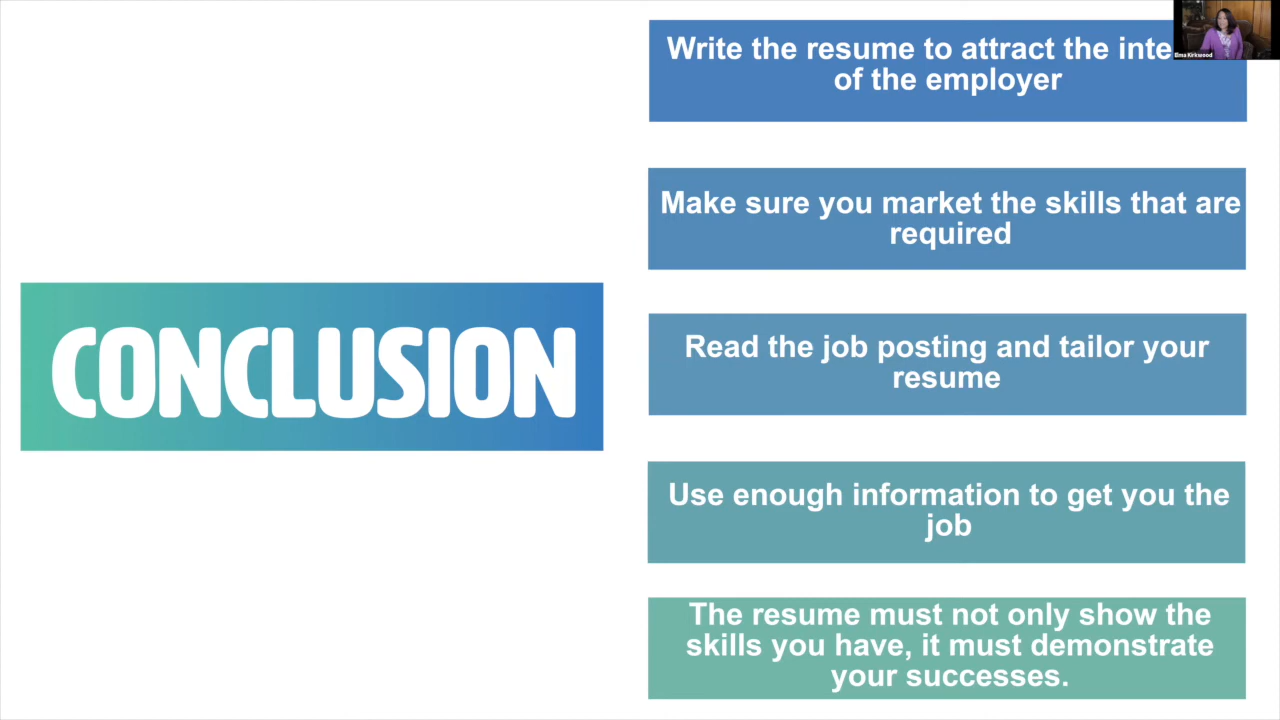 CONCLUSION
Write the resume to attract the
of the employer
Make sure you market the skills that are
required
Read the job posting and tailor your
resume
Use enough information to get you the
job
The resume must not only show the
skills you have, it must demonstrate
your successes.
Elma Kirkwood